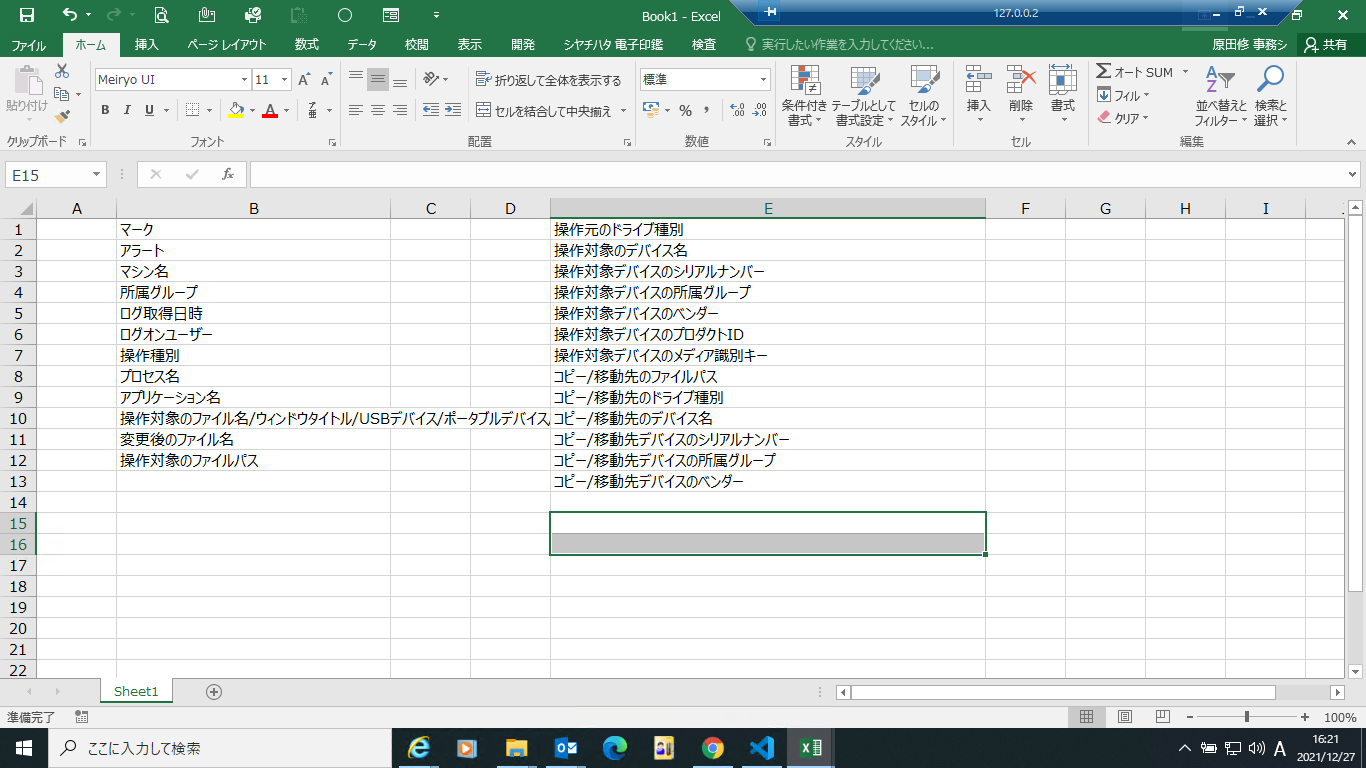 Book1 - Excel
127.0.0.2
ファイル ホーム 挿入 ページ レイアウト 数式 データ 校閲 表示 開発 シヤチハタ 電子印鑑 検査 実行したい作業を入力してください... 原田修 事務シ 共有
Meiryo UI 11 折り返して全体を表示する 標準 オート SUM
貼り付け B I U セルを結合して中央揃え % 条件付き書式 テーブルとして書式設定 セルのスタイル 挿入 削除 書式 フィル クリア 並べ替えとフィルター 検索と選択
クリップボード フォント 配置 数値 スタイル セル 編集
E15 fx
A B C D E F G H I
1 マーク 操作元のドライブ種別
2 アラート 操作対象のデバイス名
3 マシン名 操作対象デバイスのシリアルナンバー
4 所属グループ 操作対象デバイスの所属グループ
5 ログ取得日時 操作対象デバイスのベンダー
6 ログオンユーザー 操作対象デバイスのプロダクトID
7 操作種別 操作対象デバイスのメディア識別キー
8 プロセス名 コピー/移動先のファイルパス
9 アプリケーション名 コピー/移動先のドライブ種別
10 操作対象のファイル名/ウィンドウタイトル/USBデバイス/ポータブルデバイス/ コピー/移動先のデバイス名
11 変更後のファイル名 コピー/移動先デバイスのシリアルナンバー
12 操作対象のファイルパス コピー/移動先デバイスの所属グループ
13 コピー/移動先デバイスのベンダー
14
15
16
17
18
19
20
21
22
Sheet1
準備完了 100%
ここに入力して検索 A 16:21
2021/12/27